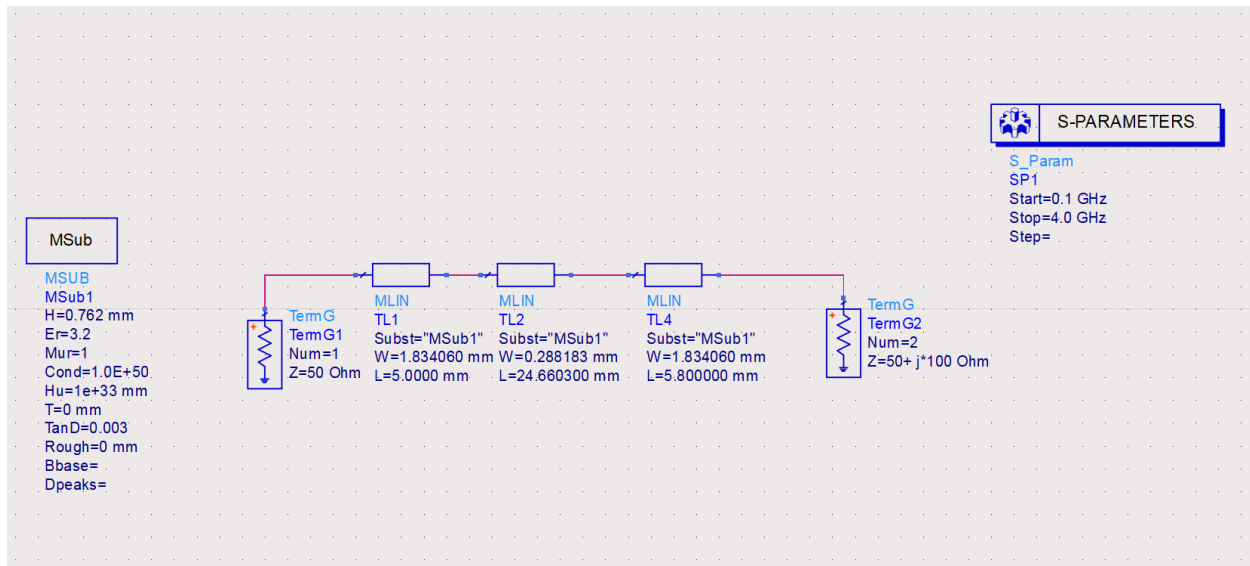 S-PARAMETERS
S_Param
SP1
Start=0.1 GHz
Stop=4.0 GHz
Step=
MSub
MSUB
MSub1
H=0.762 mm
Er=3.2
Mur=1
Cond=1.0E+50
Hu=1e+33 mm
T=0 mm
TanD=0.003
Rough=0 mm
Bbase=
Dpeaks=
TermG
TermG1
Num=1
Z=50 Ohm
MLIN
TL1
Subst="MSub1"
W=1.834060 mm
L=5.0000 mm
MLIN
TL2
Subst="MSub1"
W=0.288183 mm
L=24.660300 mm
MLIN
TL4
Subst="MSub1"
W=1.834060 mm
L=5.800000 mm
TermG
TermG2
Num=2
Z=50+ j*100 Ohm